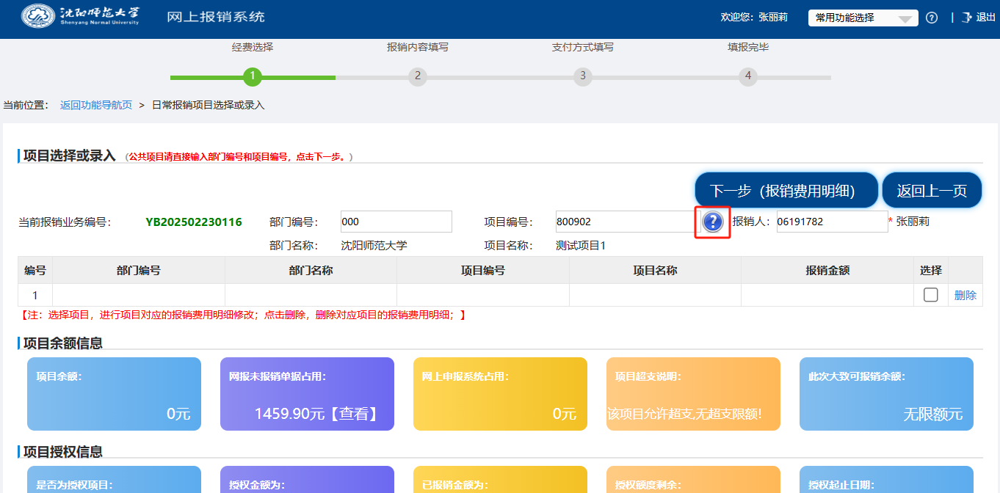 沈阳师范大学
Shenyang Normal University
网上报销系统
欢迎您: 张丽莉
常用功能选择
?
| 退出
经费选择 报销内容填写 支付方式填写 填报完毕
1 2 3 4
当前位置: 返回功能导航页 > 日常报销项目选择或录入
项目选择或录入 (公共项目请直接输入部门编号和项目编号，点击下一步。)
下一步（报销费用明细） 返回上一页
当前报销业务编号: YB202502230116 部门编号: 000 项目编号: 800902 ? 报销人: 06191782 * 张丽莉
部门名称: 沈阳师范大学 项目名称: 测试项目1
编号 部门编号 部门名称 项目编号 项目名称 报销金额 选择
1 删除
【注：选择项目，进行项目对应的报销费用明细修改；点击删除，删除对应项目的报销费用明细；】
项目余额信息
项目余额: 网报未报销单据占用: 网上申报系统占用: 项目超支说明: 此次大致可报销余额:
0元 1459.90元【查看】 0元 该项目允许超支,无超支限额! 无限额元
项目授权信息
是否为授权项目: 授权金额为: 已报销金额为: 授权额度剩余: 授权起止日期: